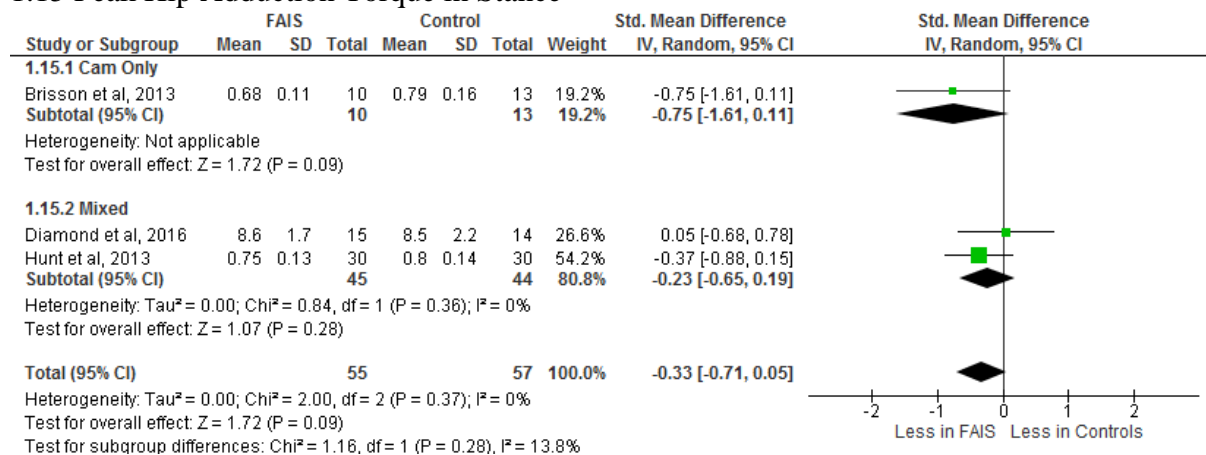 1.15 Peak Hip Adduction Torque in Stance
FAIS Control Std. Mean Difference Std. Mean Difference
Study or Subgroup Mean SD Total Mean SD Total Weight IV, Random, 95% CI IV, Random, 95% CI
1.15.1 Cam Only
Brisson et al, 2013 0.68 0.11 10 0.79 0.16 13 19.2% -0.75 [-1.61, 0.11]
Subtotal (95% CI) 10 13 19.2% -0.75 [-1.61, 0.11]
Heterogeneity: Not applicable
Test for overall effect: Z = 1.72 (P = 0.09)
1.15.2 Mixed
Diamond et al, 2016 8.6 1.7 15 8.5 2.2 14 26.6% 0.05 [-0.68, 0.78]
Hunt et al, 2013 0.75 0.13 30 0.8 0.14 30 54.2% -0.37 [-0.88, 0.15]
Subtotal (95% CI) 45 44 80.8% -0.23 [-0.65, 0.19]
Heterogeneity: Tau² = 0.00; Chi² = 0.84, df = 1 (P = 0.36); I² = 0%
Test for overall effect: Z = 1.07 (P = 0.28)
Total (95% CI) 55 57 100.0% -0.33 [-0.71, 0.05]
Heterogeneity: Tau² = 0.00; Chi² = 2.00, df = 2 (P = 0.37); I² = 0%
Test for overall effect: Z = 1.72 (P = 0.09)
Test for subgroup differences: Chi² = 1.16, df = 1 (P = 0.28), I² = 13.8%
-2 -1 0 1 2
Less in FAIS Less in Controls